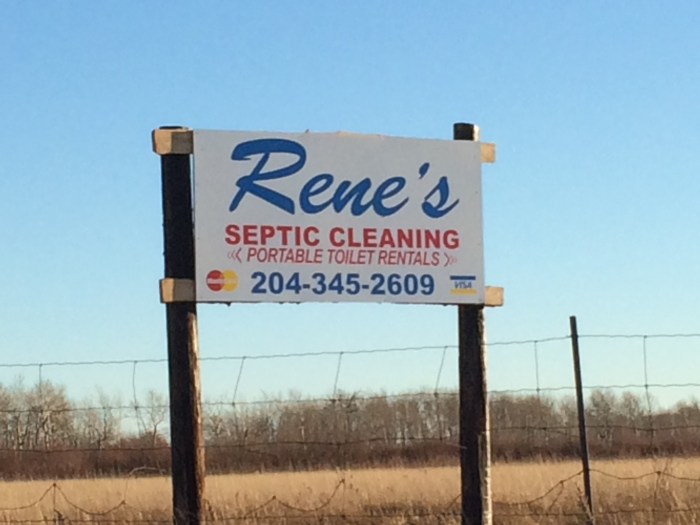 Rene's
SEPTIC CLEANING
PORTABLE TOILET RENTALS
204-345-2609
VISA